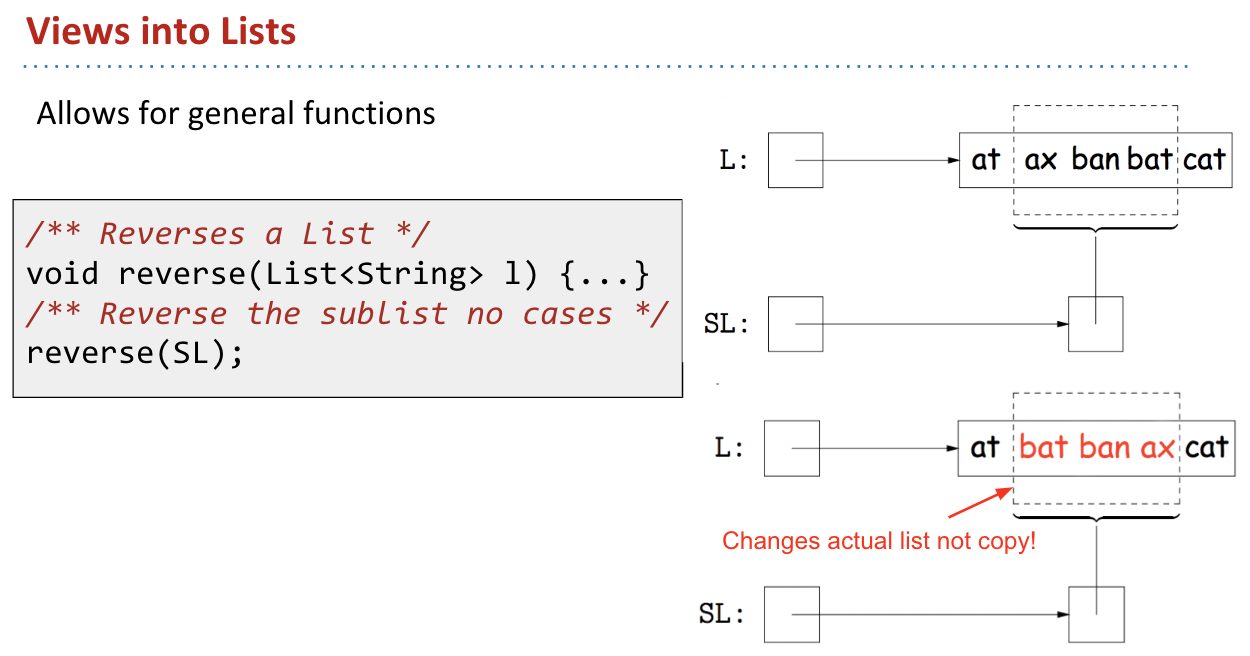 Views into Lists
Allows for general functions
/** Reverses a List */
void reverse(List<String> l) {...}
/** Reverse the sublist no cases */
reverse(SL);
L:
at ax ban bat cat
SL:
L:
at bat ban ax cat
Changes actual list not copy!
SL: